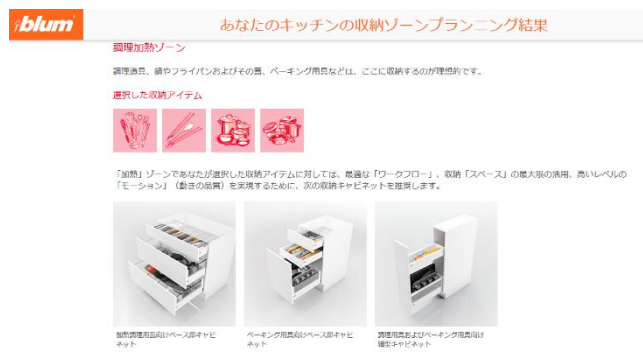 blum
あなたのキッチンの収納ゾーンプランニング結果
調理加熱ゾーン
調理道具、鍋やフライパンおよびその蓋、ベーキング用具などは、ここに収納するのが理想的です。
選択した収納アイテム
「加熱」ゾーンであなたが選択した収納アイテムに対しては、最適な「ワークフロー」、収納「スペース」の最大限の活用、高いレベルの
「モーション」（動きの品質）を実現するために、次の収納キャビネットを推奨します。
加熱調理用品向けベース部キャビ
ネット
ベーキング用具向けベース部キャビ
ネット
調理用具およびベーキング用具向け
細型キャビネット